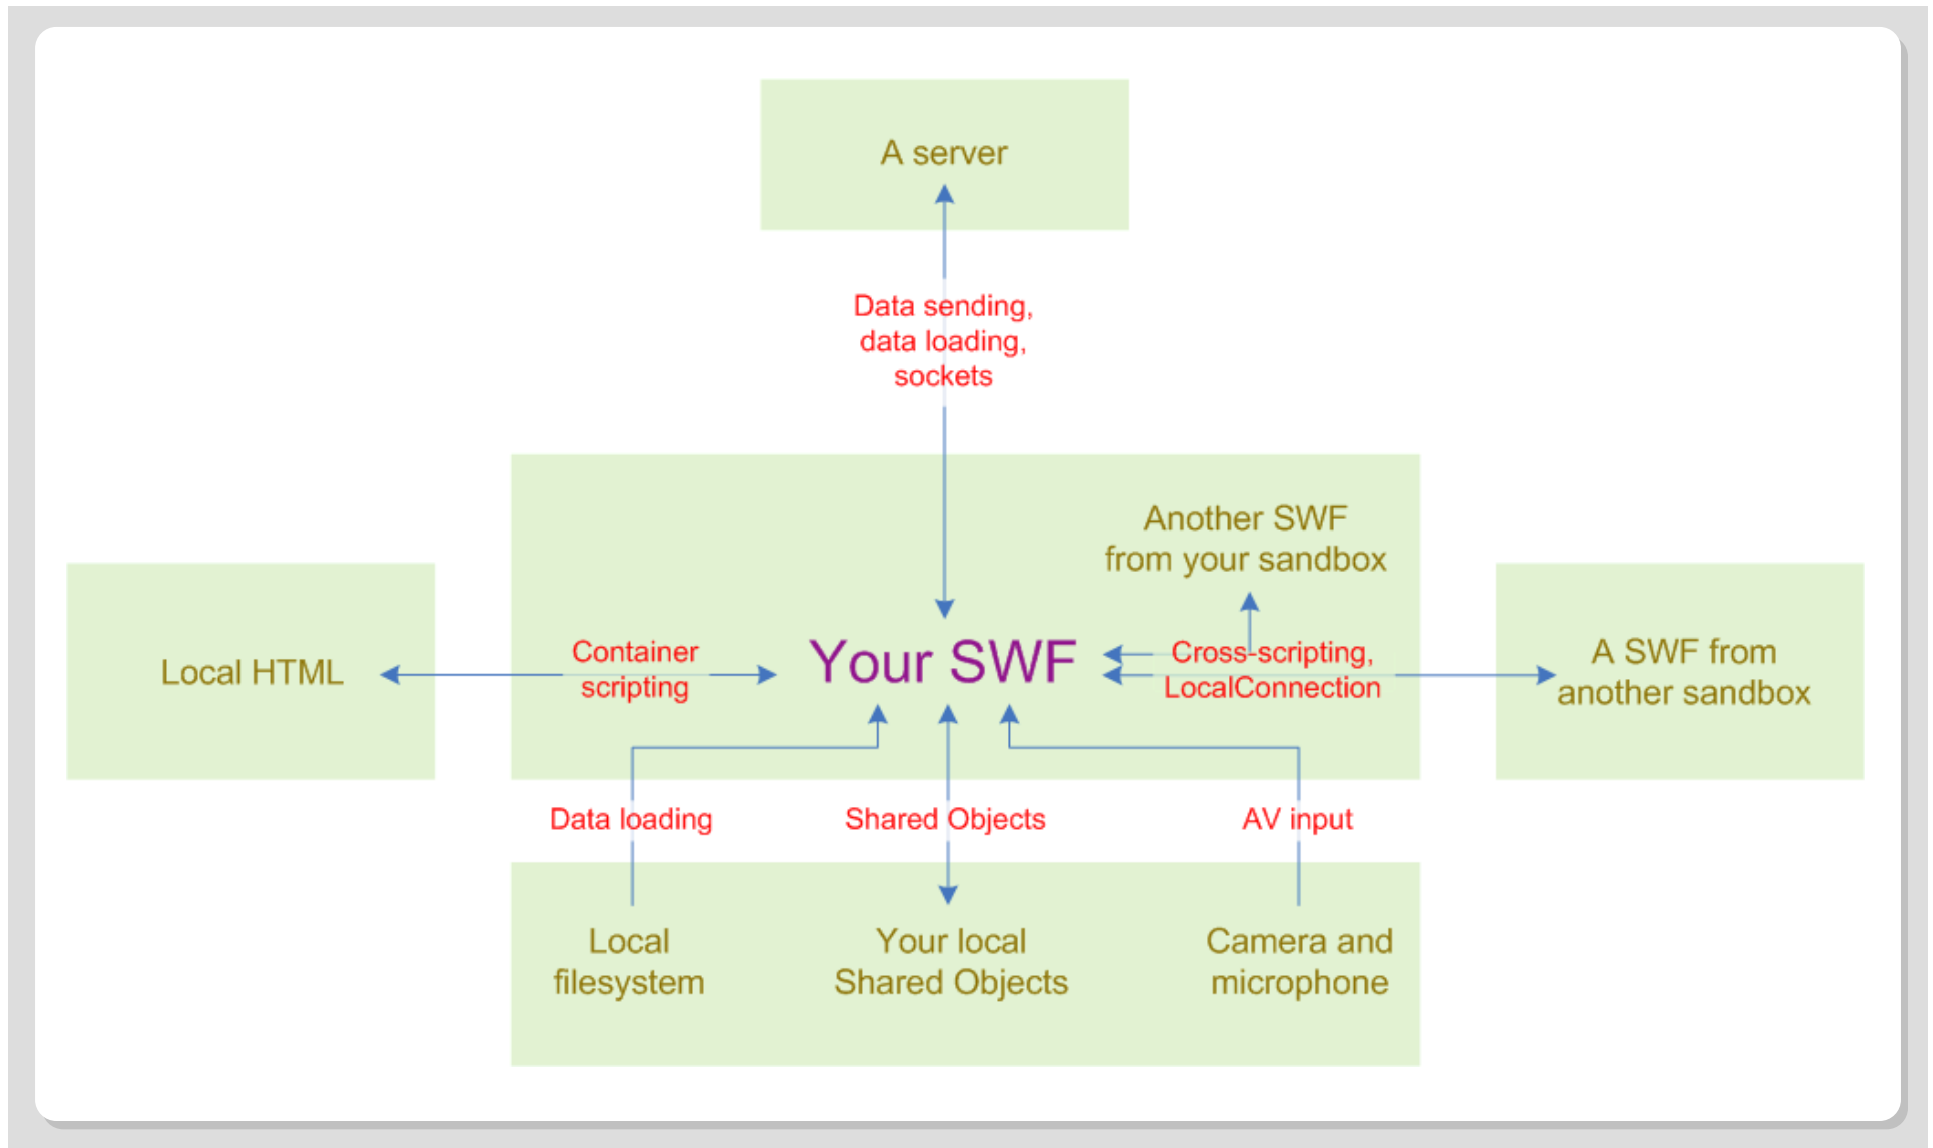 A server
Data sending,
data loading,
sockets
Another SWF
from your sandbox
Local HTML
Container
scripting
Your SWF
Cross-scripting,
LocalConnection
A SWF from
another sandbox
Data loading
Shared Objects
AV input
Local
filesystem
Your local
Shared Objects
Camera and
microphone